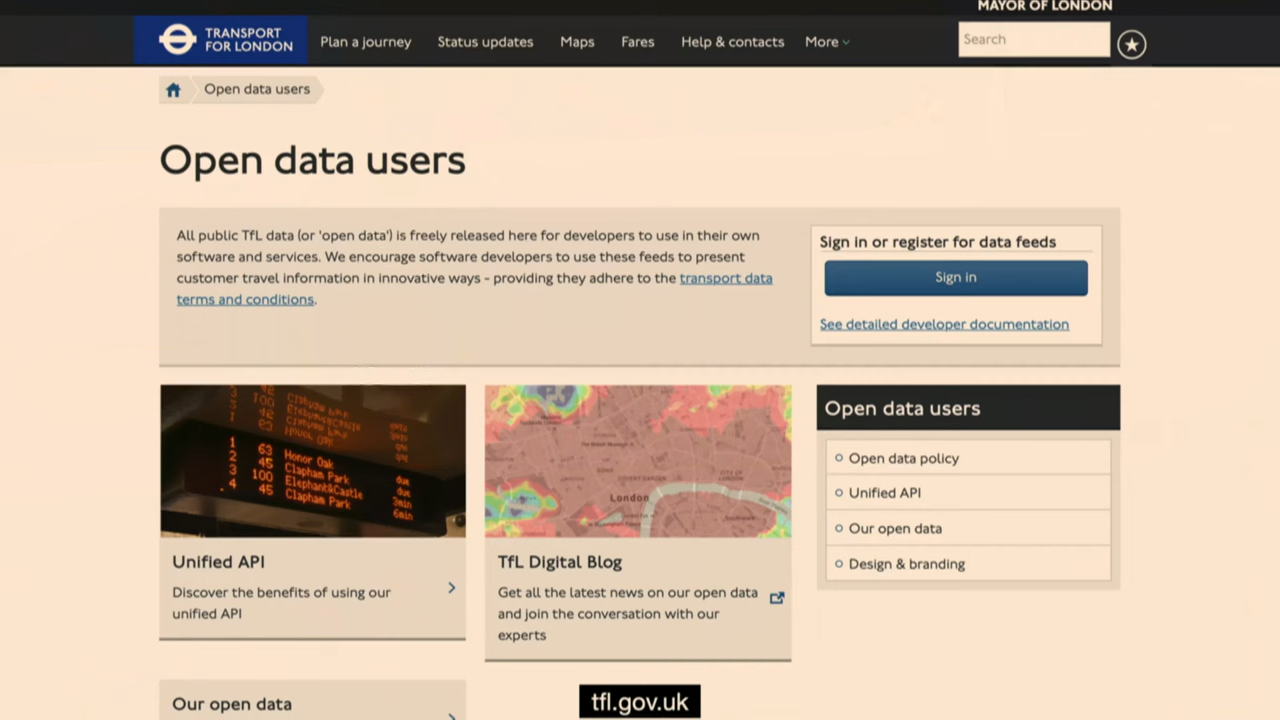 MAYOR OF LONDON
TRANSPORT
FOR LONDON
Plan a journey
Status updates
Maps
Fares
Help & contacts
More
Search
Open data users
Open data users
All public TfL data (or 'open data') is freely released here for developers to use in their own
software and services. We encourage software developers to use these feeds to present
customer travel information in innovative ways - providing they adhere to the transport data
terms and conditions.
Sign in or register for data feeds
Sign in
See detailed developer documentation
1 63 Honor Oak due
2 45 Clapham Park due
3 100 Elephant&Castle 3min
4 45 Clapham Park 6min
London
Unified API
Discover the benefits of using our
unified API
TfL Digital Blog
Get all the latest news on our open data
and join the conversation with our
experts
Open data users
Open data policy
Unified API
Our open data
Design & branding
Our open data
tfl.gov.uk